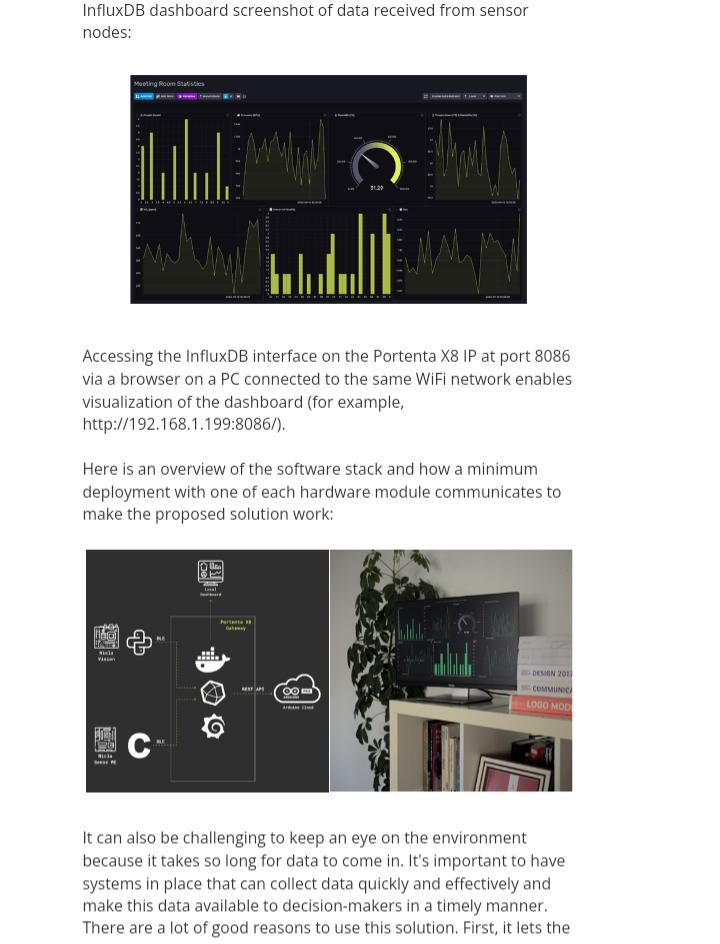 InfluxDB dashboard screenshot of data received from sensor
nodes:
Meeting Room Statistics
31.29
Accessing the InfluxDB interface on the Portenta X8 IP at port 8086
via a browser on a PC connected to the same WiFi network enables
visualization of the dashboard (for example,
http://192.168.1.199:8086/).
Here is an overview of the software stack and how a minimum
deployment with one of each hardware module communicates to
make the proposed solution work:
Local
Dashboard
Portenta X8
Gateway
Nicla
Vision
BLE
REST API
Arduino Cloud
C
BLE
Nicla
Sense ME
DESIGN 2017
COMMUNICA
LOGO MOD
It can also be challenging to keep an eye on the environment
because it takes so long for data to come in. It's important to have
systems in place that can collect data quickly and effectively and
make this data available to decision-makers in a timely manner.
There are a lot of good reasons to use this solution. First, it lets the